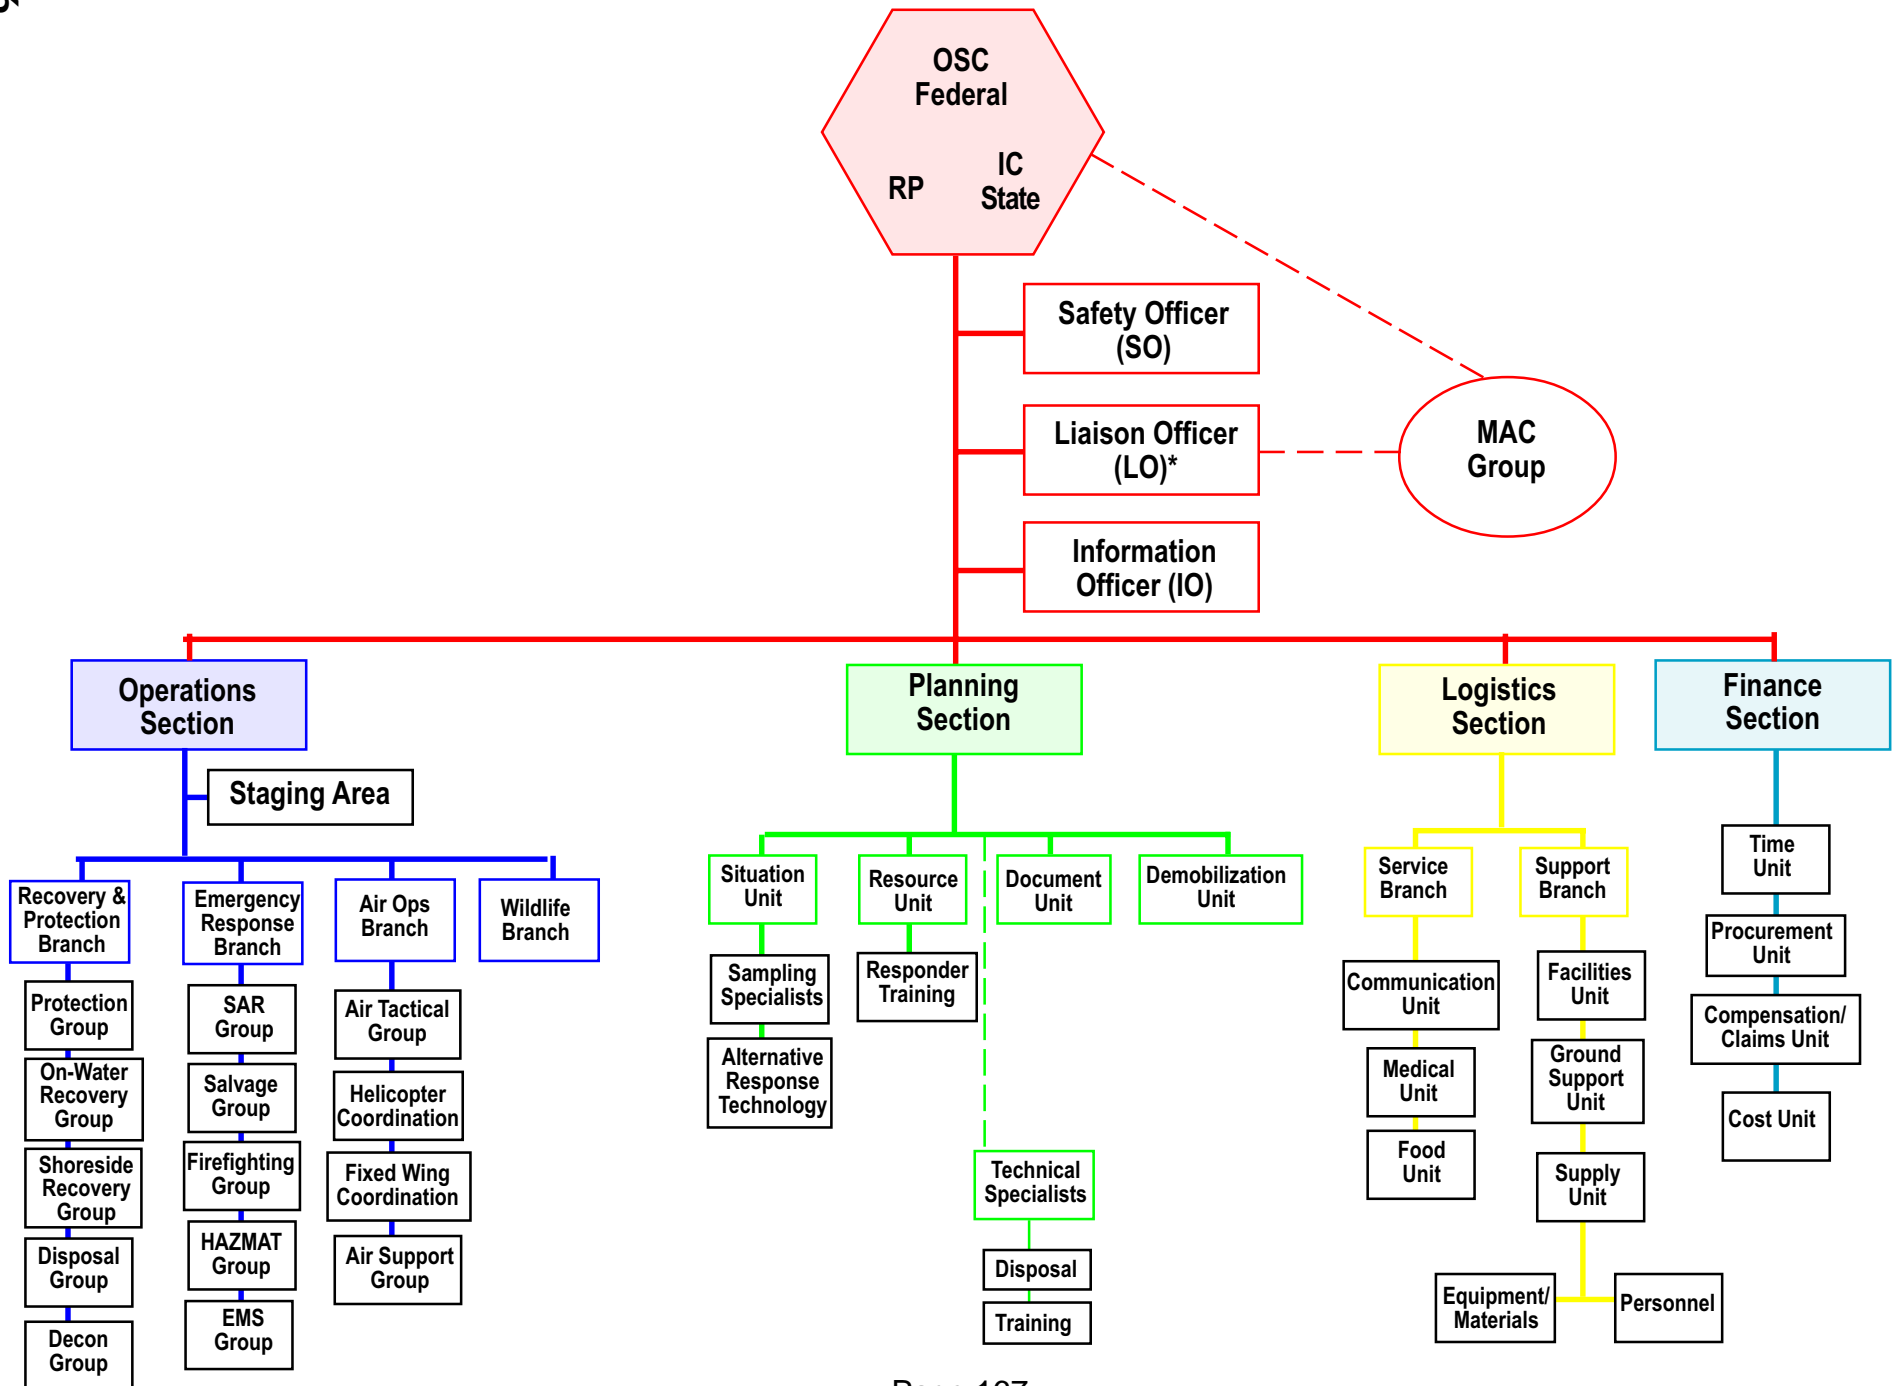 OSC
Federal
RP
IC
State
Safety Officer
(SO)
Liaison Officer
(LO)*
MAC
Group
Information
Officer (IO)
Operations
Section
Planning
Section
Logistics
Section
Finance
Section
Staging Area
Recovery &
Protection
Branch
Emergency
Response
Branch
Air Ops
Branch
Wildlife
Branch
Protection
Group
On-Water
Recovery
Group
Shoreside
Recovery
Group
Disposal
Group
Decon
Group
SAR
Group
Salvage
Group
Firefighting
Group
HAZMAT
Group
EMS
Group
Air Tactical
Group
Helicopter
Coordination
Fixed Wing
Coordination
Air Support
Group
Situation
Unit
Resource
Unit
Document
Unit
Demobilization
Unit
Sampling
Specialists
Alternative
Response
Technology
Responder
Training
Technical
Specialists
Disposal
Training
Service
Branch
Support
Branch
Communication
Unit
Medical
Unit
Food
Unit
Facilities
Unit
Ground
Support
Unit
Supply
Unit
Equipment/
Materials
Personnel
Time
Unit
Procurement
Unit
Compensation/
Claims Unit
Cost Unit